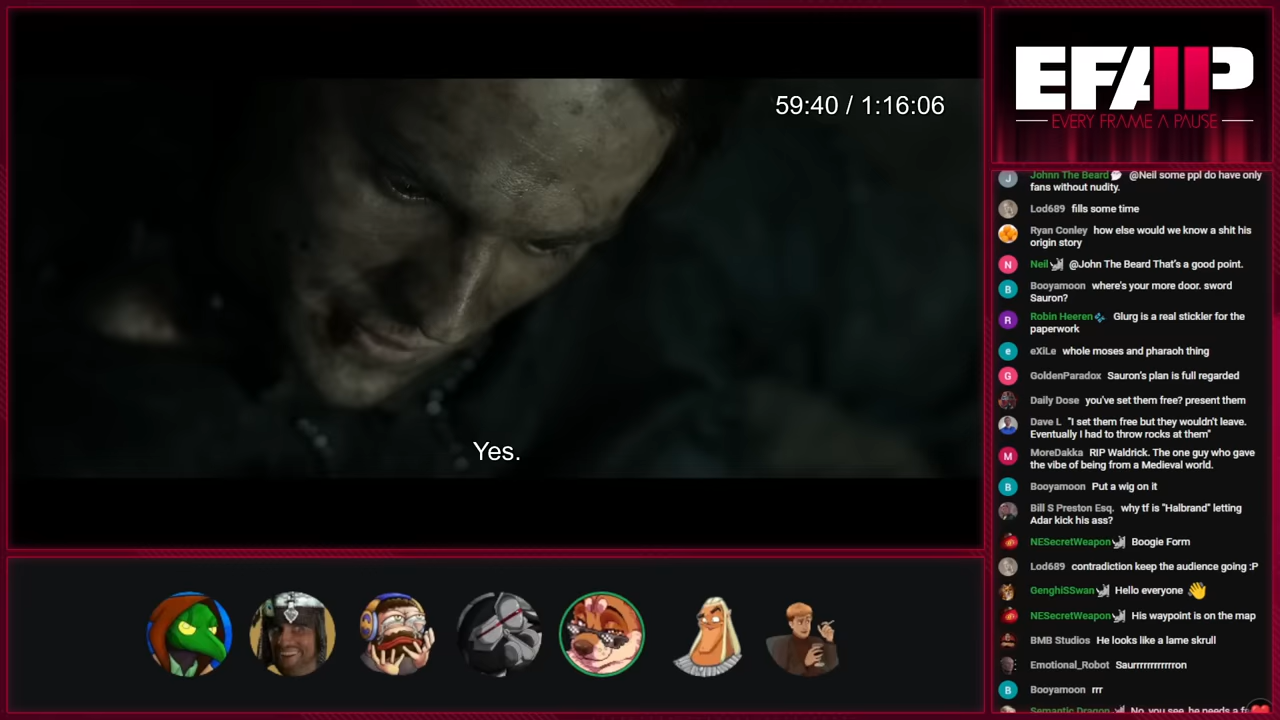 59:40 / 1:16:06
Yes.
EFAP
EVERY FRAME A PAUSE
Johnn The Beard @Neil some ppl do have only
fans without nudity.
Lod689 fills some time
Ryan Conley how else would we know a shit his
origin story
Neil @John The Beard That's a good point.
Booyamoon where's your more door. sword
Sauron?
Robin Heeren Glurg is a real stickler for the
paperwork
eXiLe whole moses and pharaoh thing
GoldenParadox Sauron's plan is full regarded
Daily Dose you've set them free? present them
Dave L "I set them free but they wouldn't leave.
Eventually I had to throw rocks at them"
MoreDakka RIP Waldrick. The one guy who gave
the vibe of being from a Medieval world.
Booyamoon Put a wig on it
Bill S Preston Esq. why tf is "Halbrand" letting
Adar kick his ass?
NESecretWeapon Boogie Form
Lod689 contradiction keep the audience going :P
GenghiSSwan Hello everyone 👋
NESecretWeapon His waypoint is on the map
BMB Studios He looks like a lame skrull
Emotional_Robot Saurrrrrrrrrrron
Booyamoon rrr
Semantic Dragon No, you see, he needs a
J
N
B
R
e
G
M
B
B